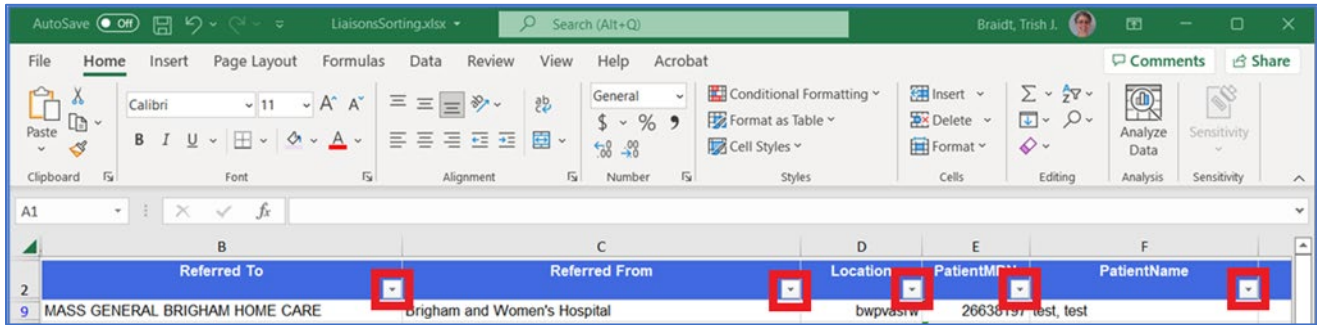 AutoSave Off LiaisonsSorting.xlsx Search (Alt+Q) Braidt, Trish J.
File Home Insert Page Layout Formulas Data Review View Help Acrobat Comments Share
Calibri 11 A^ A˅ ab General Conditional Formatting Insert Σ
Paste $ % 9 Format as Table Delete Analyze Sensitivity
B I U A Cell Styles Format Data
Clipboard Font Alignment Number Styles Cells Editing Analysis Sensitivity
A1 fx
B C D E F
2 Referred To Referred From Location PatientName
9 MASS GENERAL BRIGHAM HOME CARE Brigham and Women's Hospital test, test